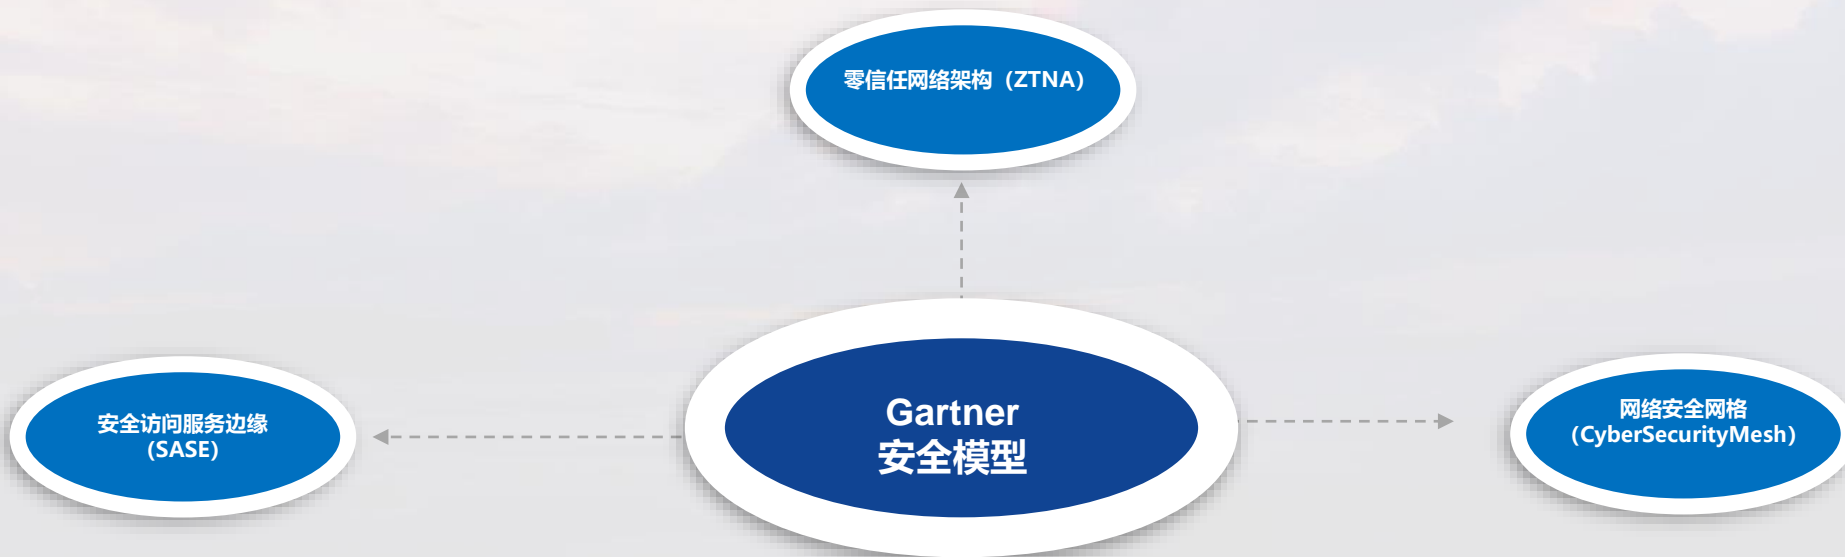 零信任网络架构（ZTNA）
Gartner
安全模型
安全访问服务边缘
（SASE）
网络安全网格
（CyberSecurityMesh）